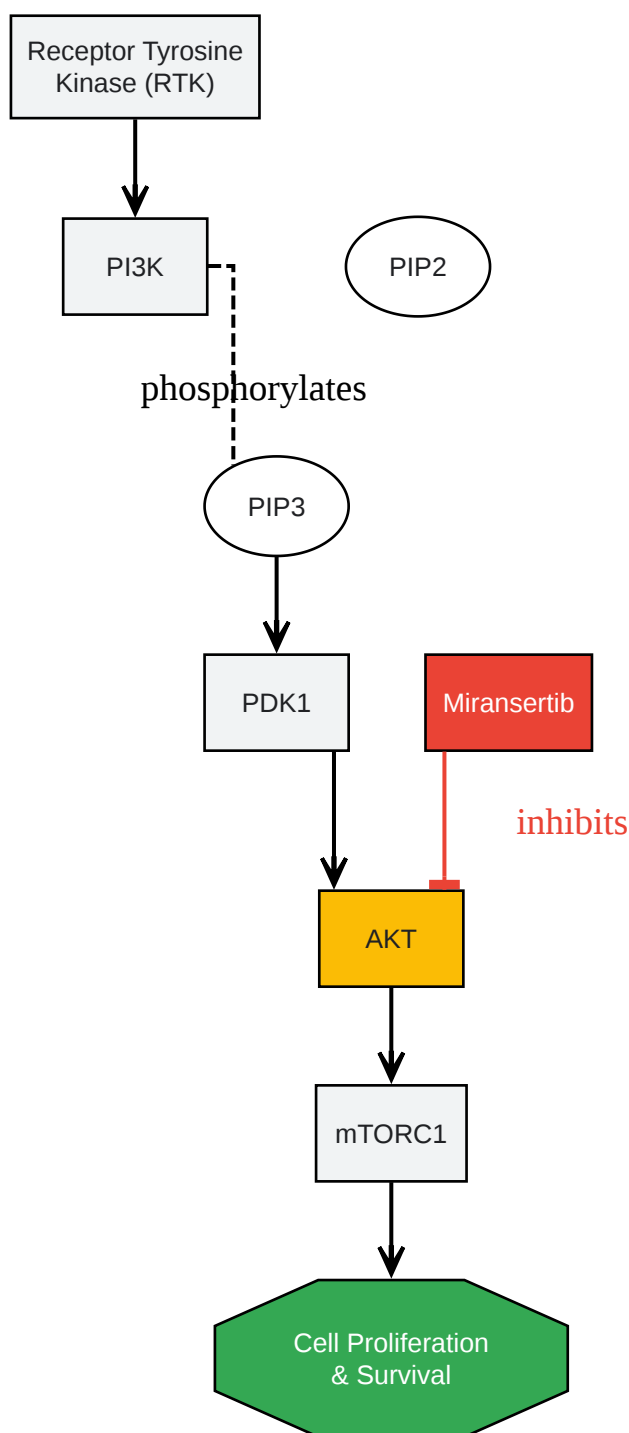 Receptor Tyrosine
Kinase (RTK)
PI3K
PIP2
phosphorylates
PIP3
PDK1
Miransertib
inhibits
AKT
mTORC1
Cell Proliferation
& Survival